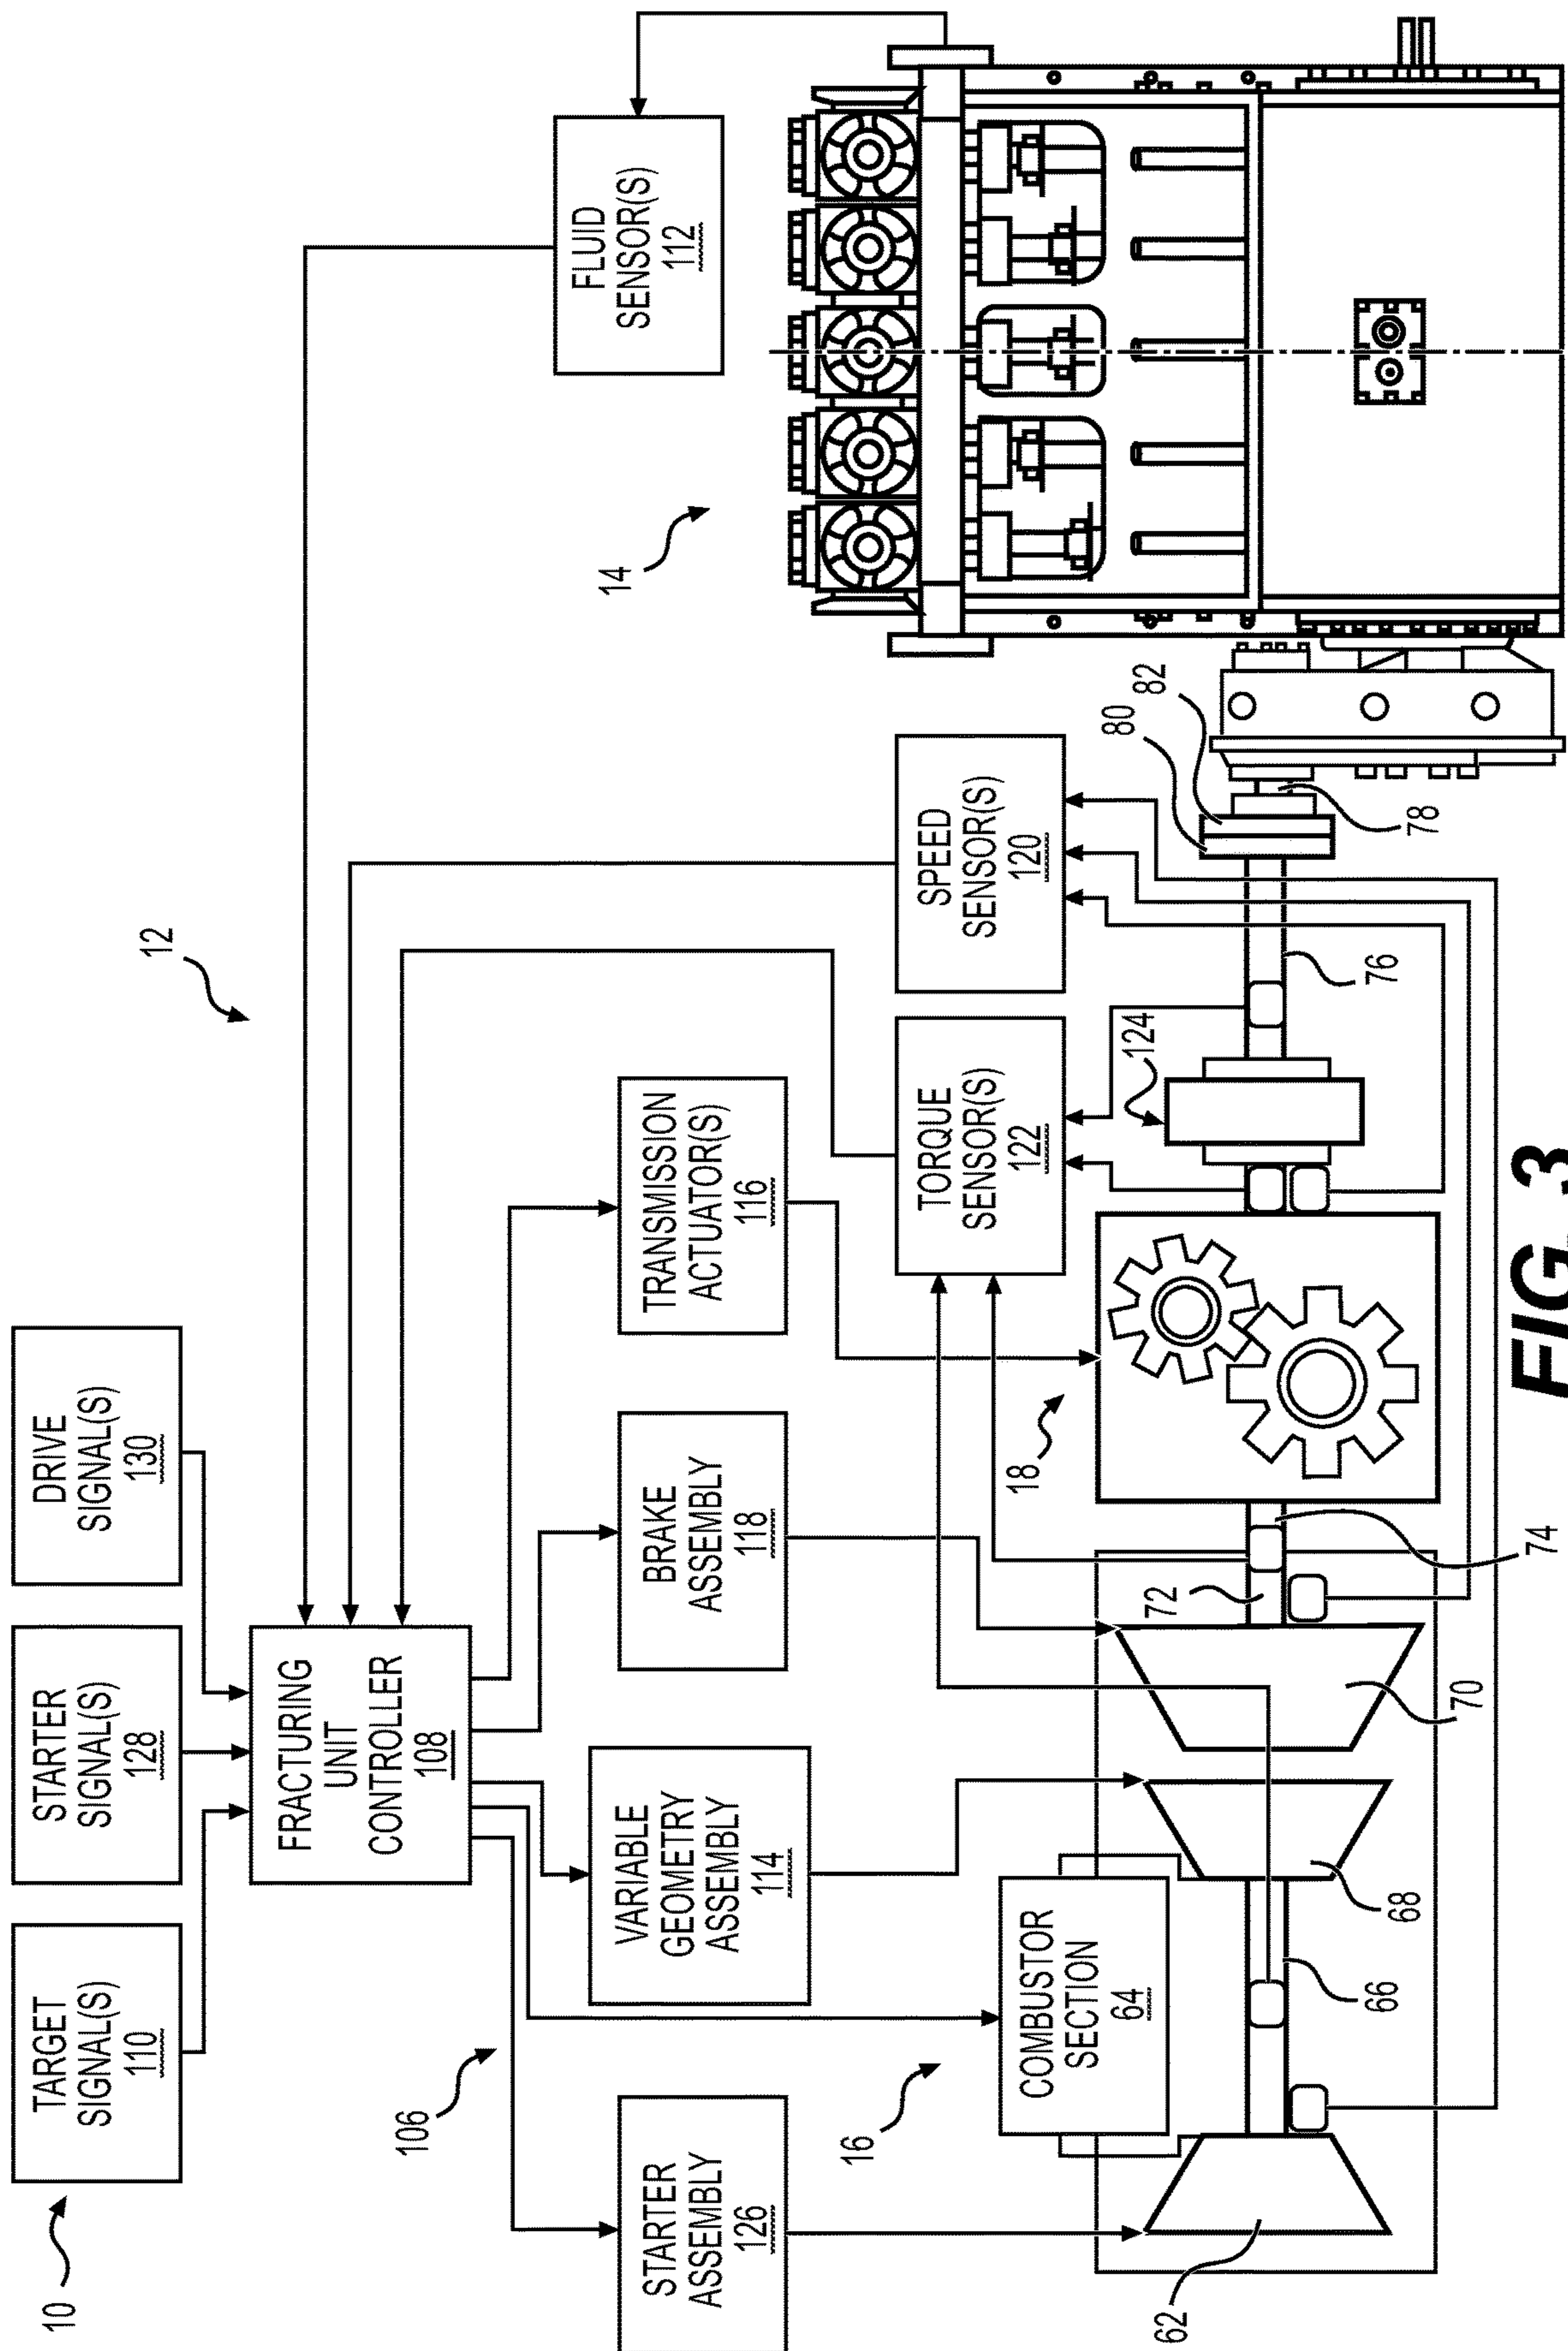 10
TARGET
SIGNAL(S)
110
STARTER
SIGNAL(S)
128
DRIVE
SIGNAL(S)
130
12
FRACTURING
UNIT
CONTROLLER
108
106
STARTER
ASSEMBLY
126
VARIABLE
GEOMETRY
ASSEMBLY
114
BRAKE
ASSEMBLY
118
TRANSMISSION
ACTUATOR(S)
116
14
FLUID
SENSOR(S)
112
16
COMBUSTOR
SECTION
64
18
TORQUE
SENSOR(S)
122
SPEED
SENSOR(S)
120
124
80
82
62
66
68
70
72
74
76
78
FIG. 3